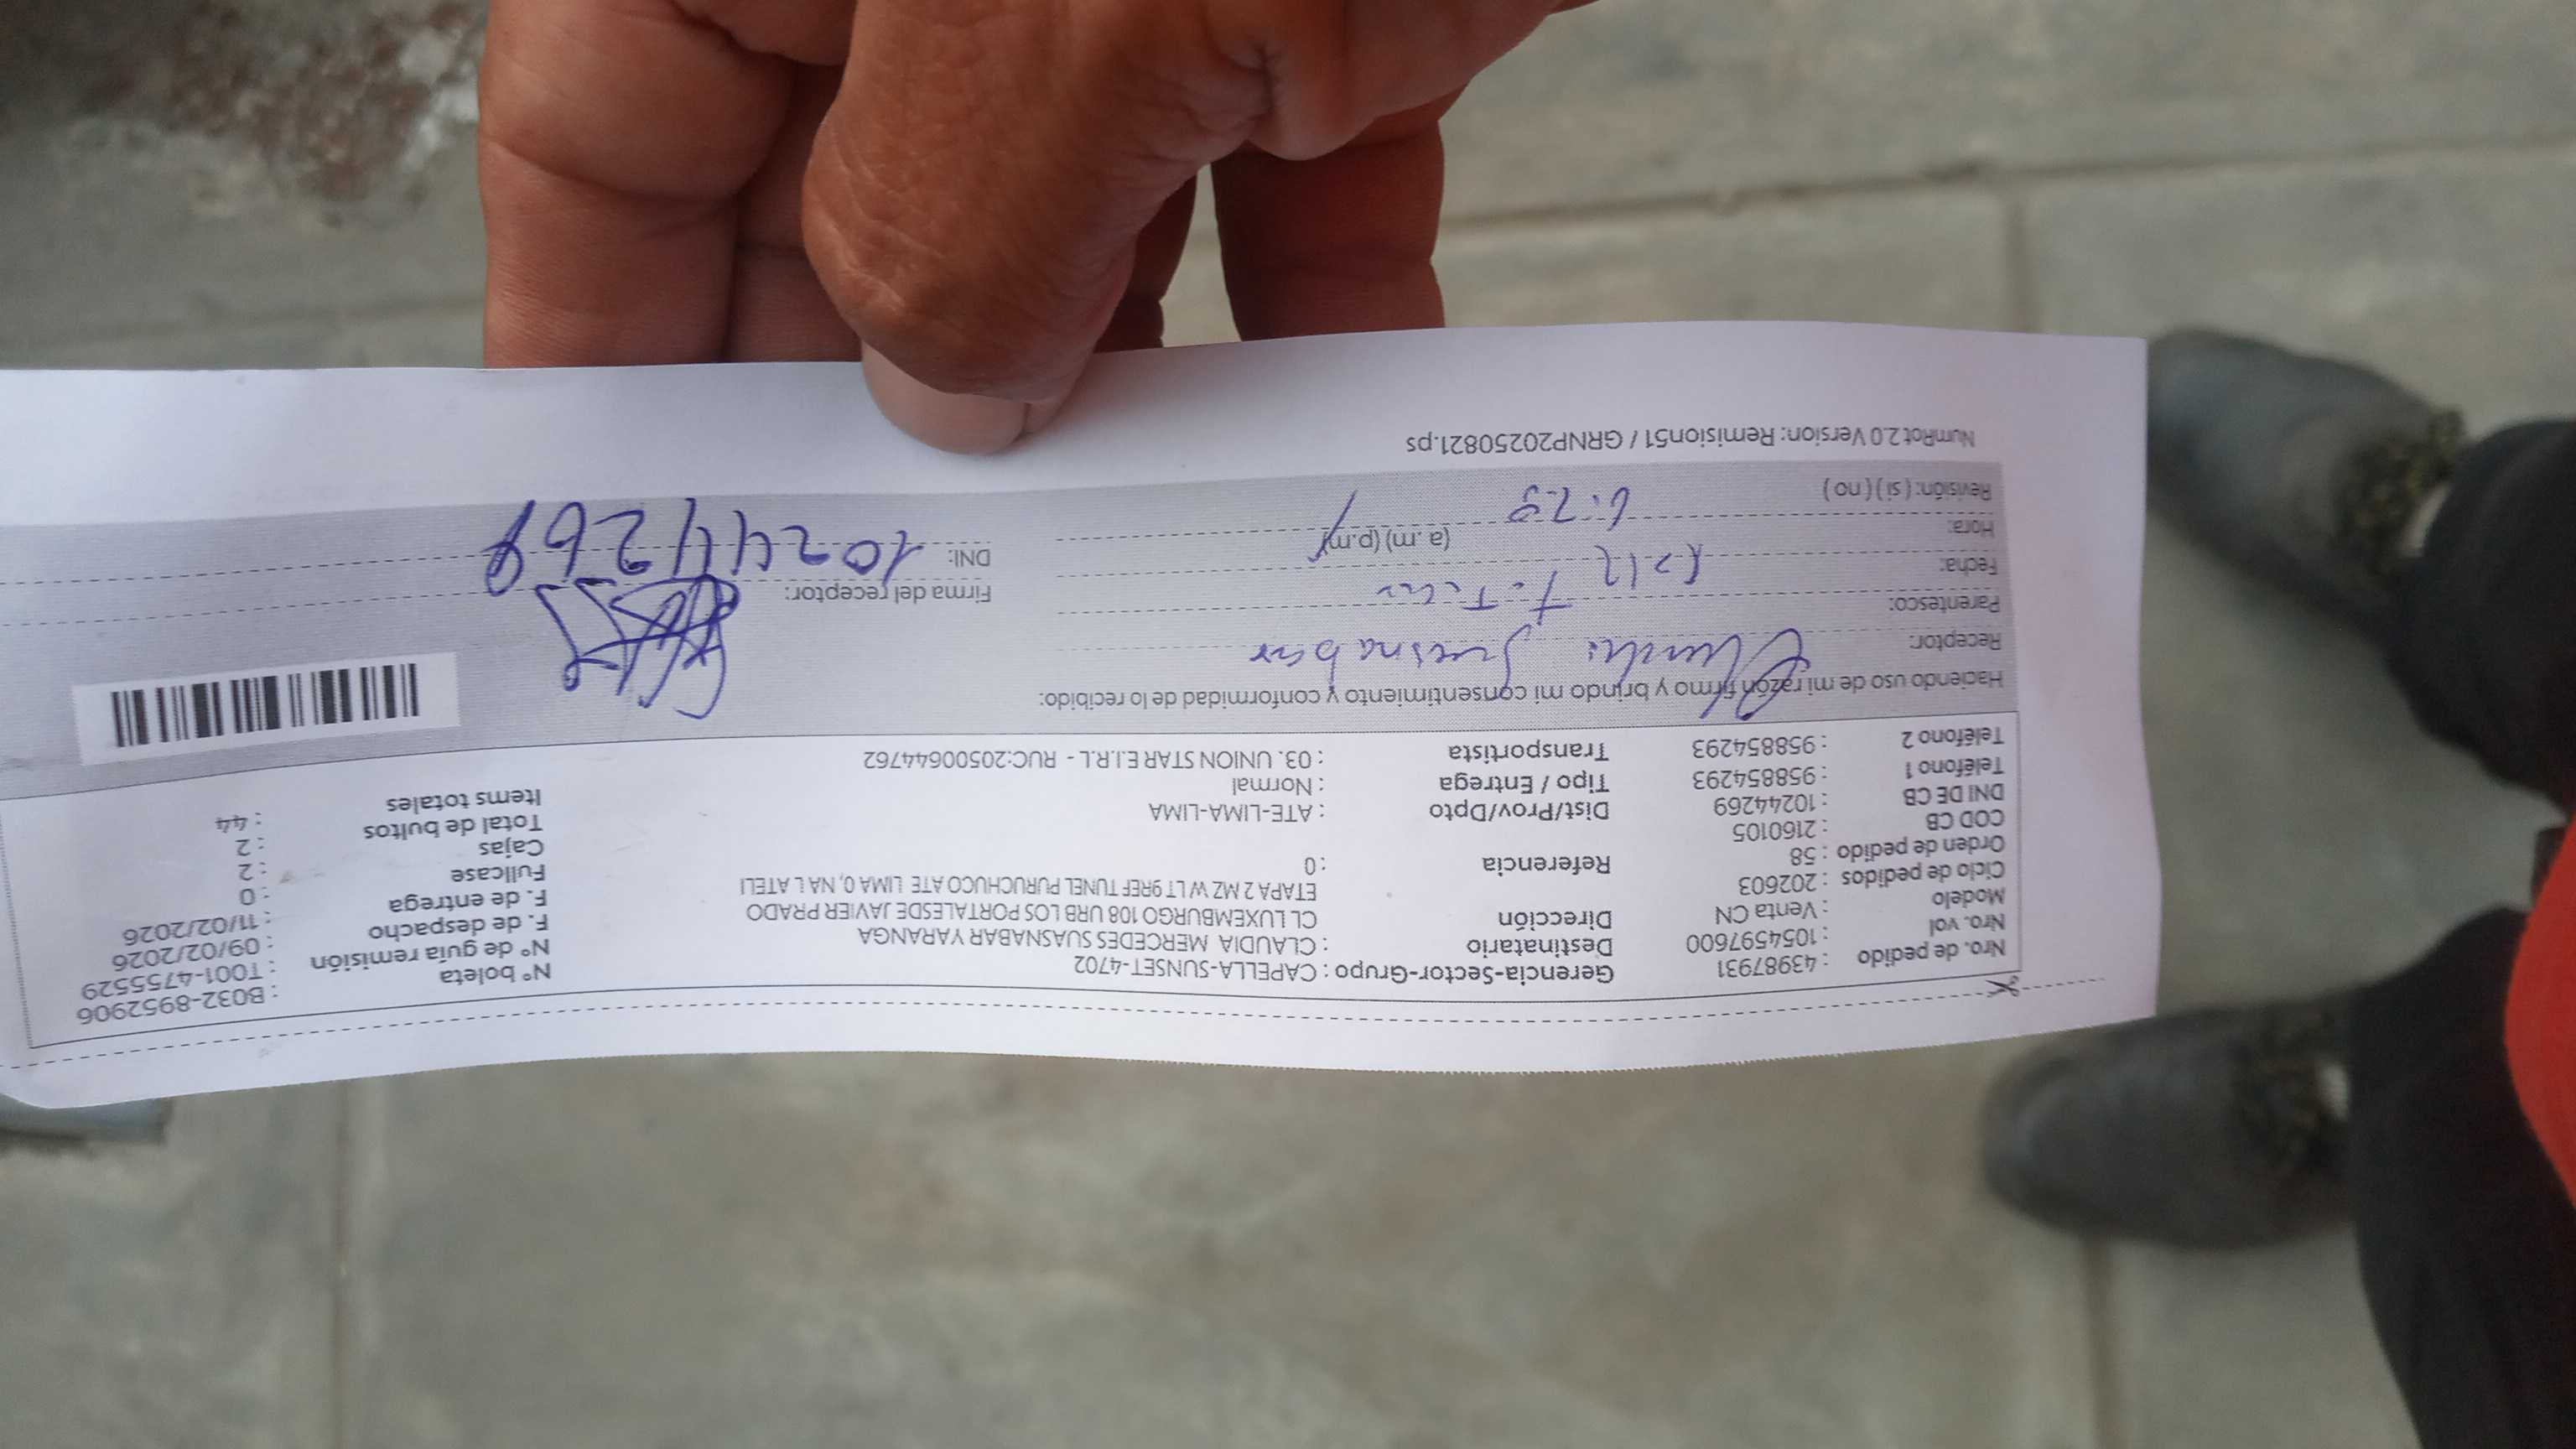 Nro. de pedido : 43987931
Nro. vol : 1054597600
Modelo : Venta CN
Ciclo de pedidos : 202603
Orden de pedido : 58
COD CB : 2160105
DNI DE CB : 10244269
Teléfono 1 : 958854293
Teléfono 2 : 958854293
Gerencia-Sector-Grupo : CAPELLA-SUNSET-4702
Destinatario : CLAUDIA MERCEDES SUASNABAR YARANGA
Dirección CL LUXEMBURGO 108 URB LOS PORTALESDE JAVIER PRADO
ETAPA 2 MZ W LT 9REF TUNEL PURUCHUCO ATE LIMA 0, NA L ATELI
Referencia : 0
Dist/Prov/Dpto : ATE-LIMA-LIMA
Tipo / Entrega : Normal
Transportista : 03. UNION STAR E.I.R.L - RUC:20500644762
N° boleta : B032-8952906
N° de guía remisión : T001-4755529
F. de despacho : 09/02/2026
F. de entrega : 11/02/2026
Fullcase : 0
Cajas : 2
Total de bultos : 2
Items totales : 44
Haciendo uso de mi razón firmo y brindo mi consentimiento y conformidad de lo recibido:
Receptor:
Parentesco:
Fecha:
Hora: 6:29 (a.m) (p.m)
Revisión: ( si ) ( no )
Firma del receptor:
DNI: 10244269
NumRot 2.0 Version: Remision51 / GRNP20250821.ps